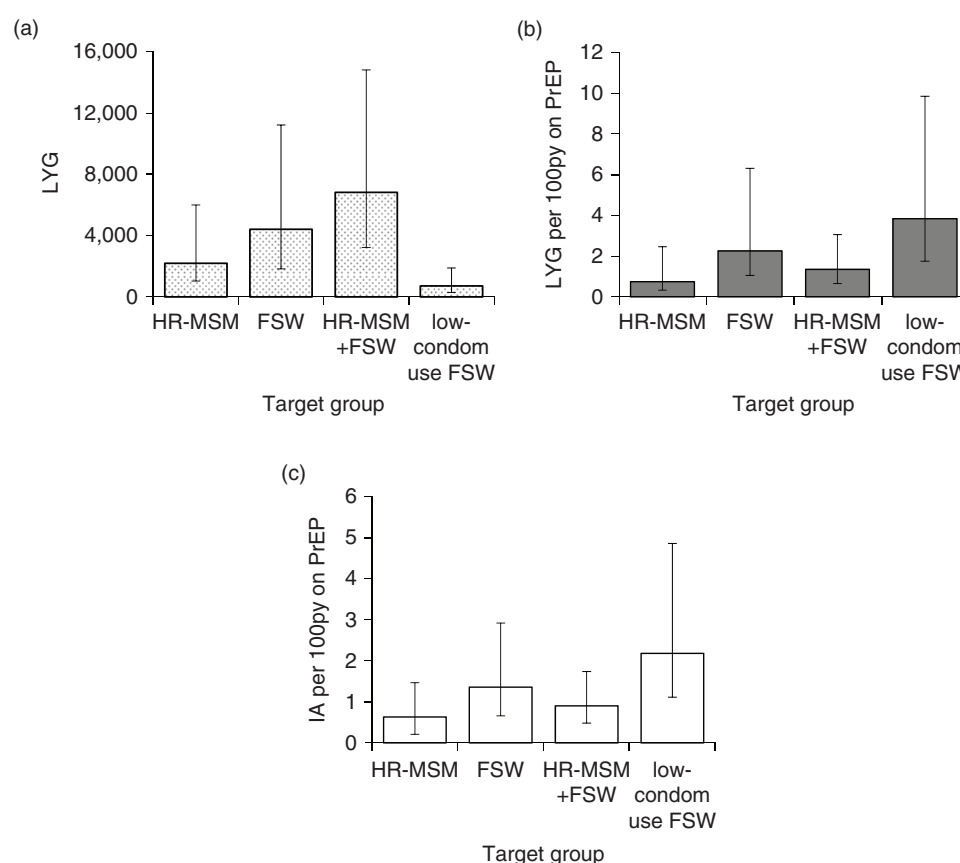 (a)
16,000
12,000
8,000
4,000
0
LYG
HR-MSM
FSW
HR-MSM
+FSW
low-
condom
use FSW
Target group
(b)
12
10
8
6
4
2
0
LYG per 100py on PrEP
HR-MSM
FSW
HR-MSM
+FSW
low-
condom
use FSW
Target group
(c)
6
5
4
3
2
1
0
IA per 100py on PrEP
HR-MSM
FSW
HR-MSM
+FSW
low-
condom
use FSW
Target group